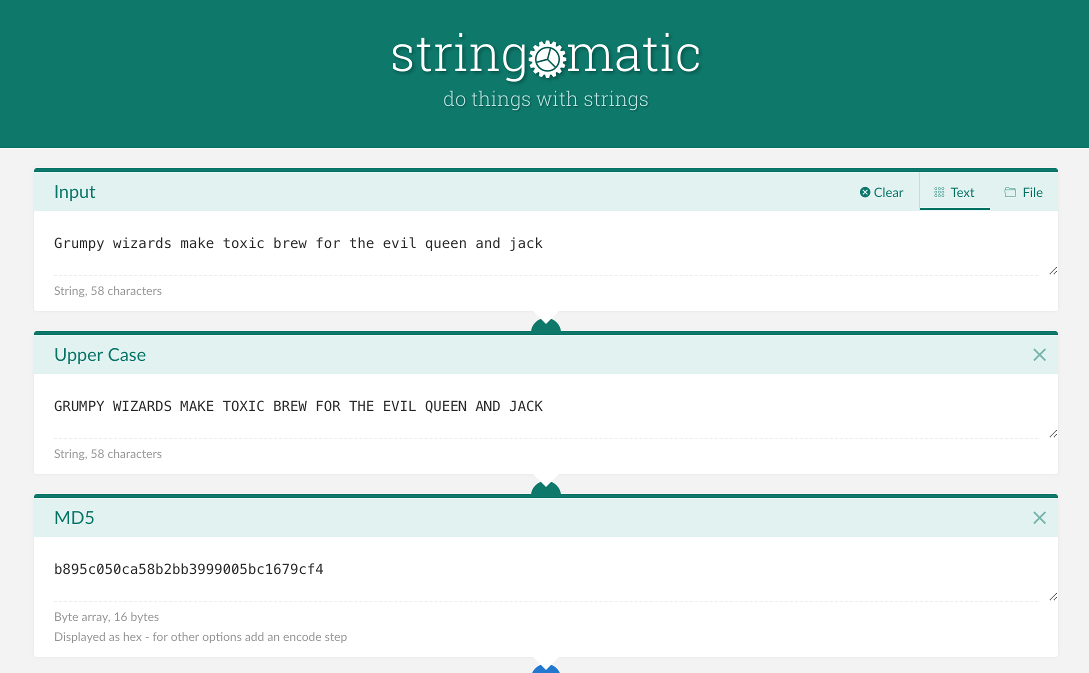 stringomatic
do things with strings
Input
Clear
Text
File
Grumpy wizards make toxic brew for the evil queen and jack
String, 58 characters
Upper Case
GRUMPY WIZARDS MAKE TOXIC BREW FOR THE EVIL QUEEN AND JACK
String, 58 characters
MD5
b895c050ca58b2bb3999005bc1679cf4
Byte array, 16 bytes
Displayed as hex - for other options add an encode step